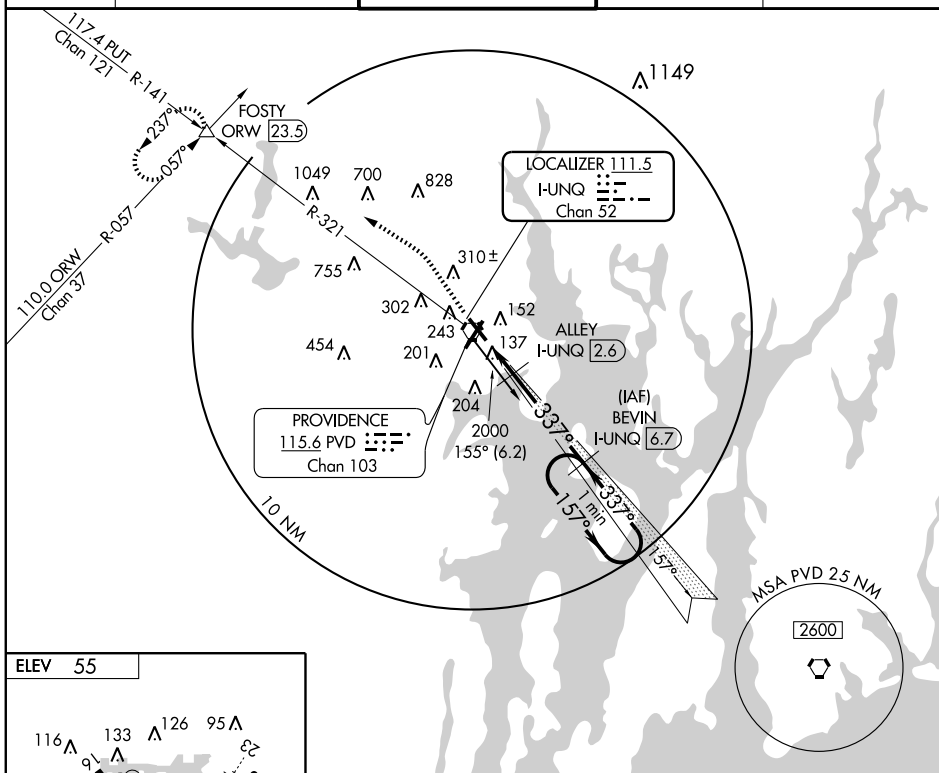 117.4 PUT
Chan 121
R-141
1149
FOSTY
ORW 23.5
237°
057°
R-057
110.0 ORW
Chan 37
1049
700
828
R-321
LOCALIZER 111.5
I-UNQ
Chan 52
755
310±
302
243
152
137
454
201
204
ALLEY
I-UNQ 2.6
(IAF)
BEVIN
I-UNQ 6.7
337°
2000
155° (6.2)
PROVIDENCE
115.6 PVD
Chan 103
337°
1 min
157°
157°
10 NM
MSA PVD 25 NM
2600
ELEV 55
116
133
126
95
16
23